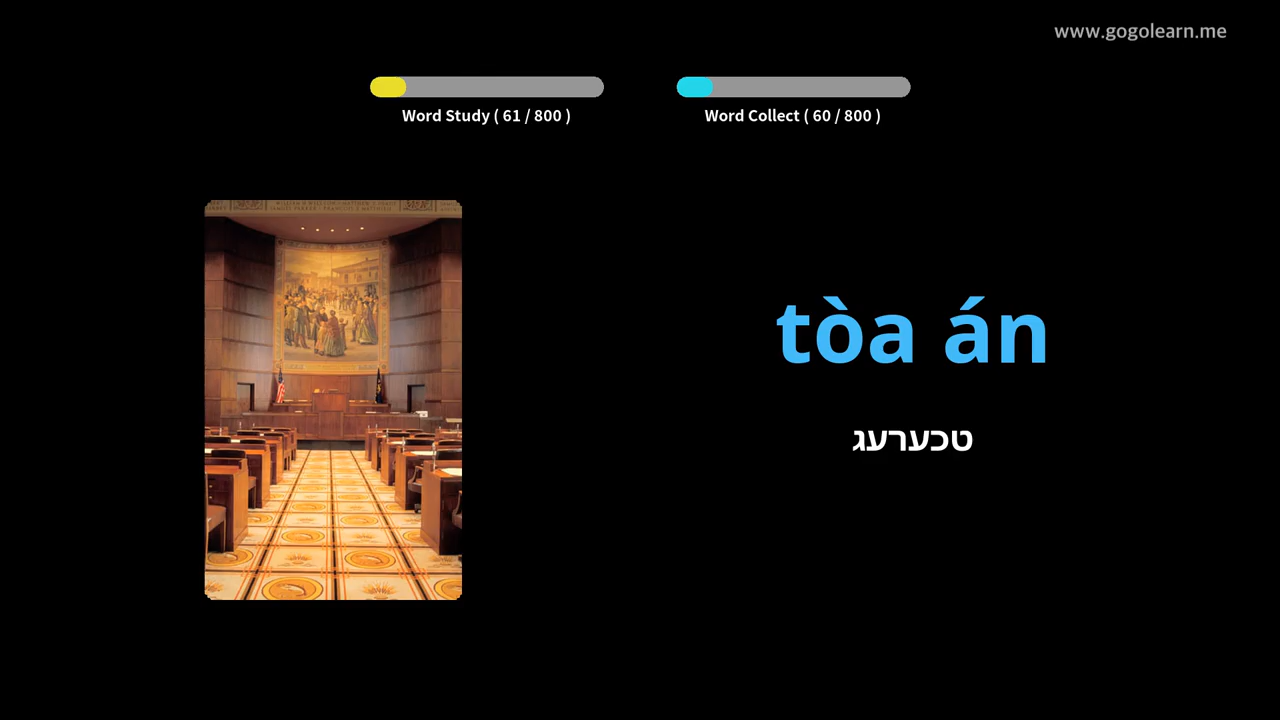 www.gogolearn.me
Word Study ( 61 / 800 )
Word Collect ( 60 / 800 )
tòa án
טכערעג